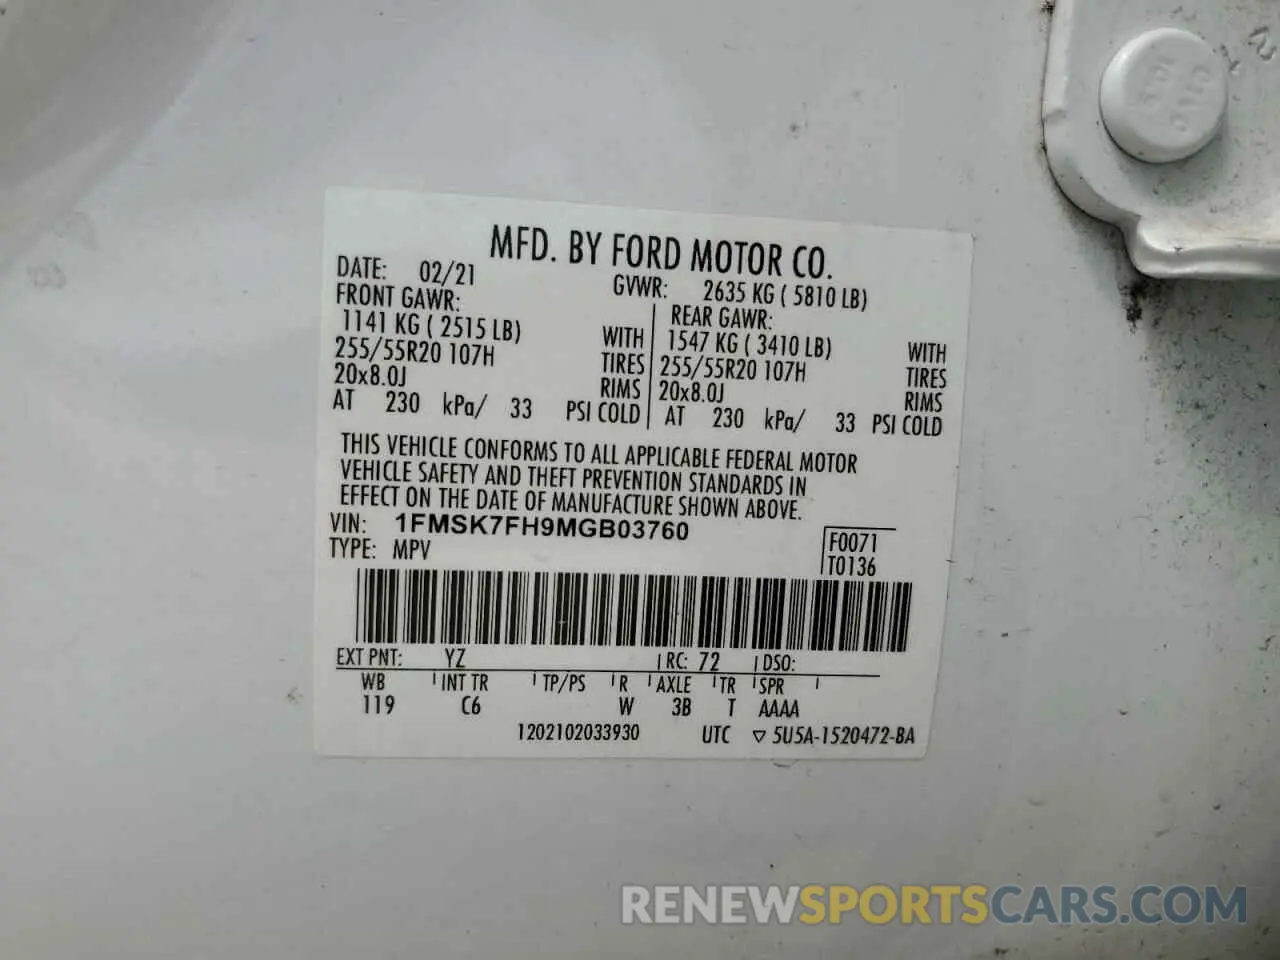 MFD. BY FORD MOTOR CO.
DATE: 02/21
GVWR: 2635 KG ( 5810 LB)
FRONT GAWR:
1141 KG ( 2515 LB) WITH
255/55R20 107H TIRES
20x8.0J RIMS
AT 230 kPa/ 33 PSI COLD
REAR GAWR:
1547 KG ( 3410 LB) WITH
255/55R20 107H TIRES
20x8.0J RIMS
AT 230 kPa/ 33 PSI COLD
THIS VEHICLE CONFORMS TO ALL APPLICABLE FEDERAL MOTOR
VEHICLE SAFETY AND THEFT PREVENTION STANDARDS IN
EFFECT ON THE DATE OF MANUFACTURE SHOWN ABOVE.
VIN: 1FMSK7FH9MGB03760
TYPE: MPV
F0071
T0136
EXT PNT: YZ RC: 72 DSO:
WB INT TR TP/PS R AXLE TR SPR
119 C6 W 3B T AAAA
1202102033930 UTC ▽ 5U5A-1520472-BA
RENEWSPORTSCARS.COM